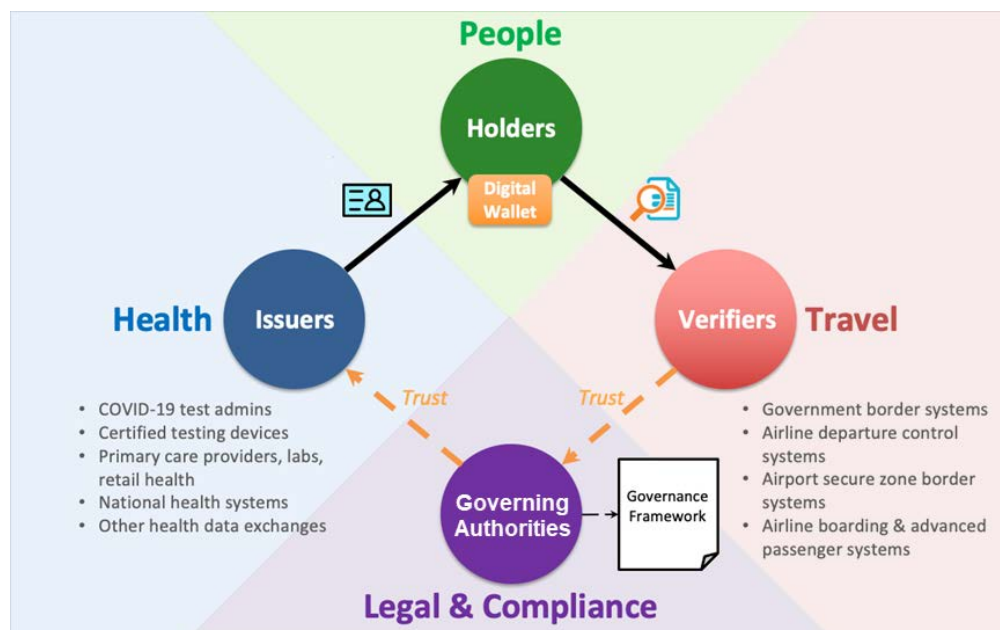 People
Holders
Digital
Wallet
Health
Issuers
Verifiers
Travel
Trust
Trust
• COVID-19 test admins
• Certified testing devices
• Primary care providers, labs,
retail health
• National health systems
• Other health data exchanges
• Government border systems
• Airline departure control
systems
• Airport secure zone border
systems
• Airline boarding & advanced
passenger systems
Governing
Authorities
Governance
Framework
Legal & Compliance